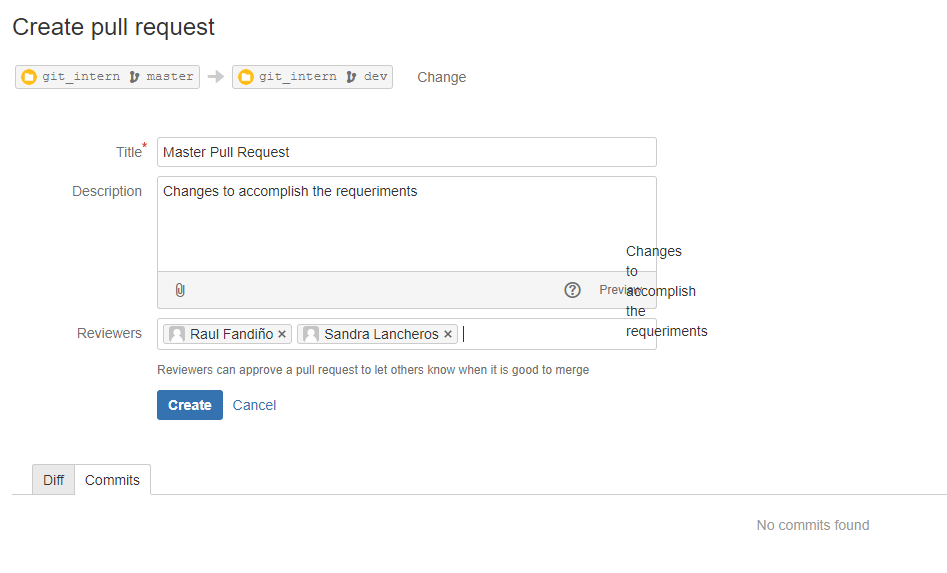 Create pull request
git_intern master git_intern dev Change
Title* Master Pull Request
Description Changes to accomplish the requeriments
Changes
to
Preview
accomplish
the
requeriments
Reviewers Raul Fandiño × Sandra Lancheros ×
Reviewers can approve a pull request to let others know when it is good to merge
Create Cancel
Diff Commits
No commits found